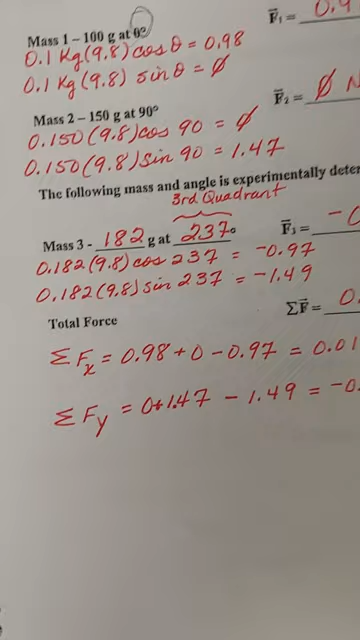 Mass 1 – 100 g at 0° F⃗₁ = 0.9
0.1 Kg(9.8) cos θ = 0.98
0.1 Kg(9.8) sin θ = ∅
Mass 2 – 150 g at 90° F⃗₂ = ∅ N
0.150(9.8)cos 90 = ∅
0.150(9.8)sin 90 = 1.47
The following mass and angle is experimentally deter
3rd Quadrant
Mass 3 - 182 g at 237° F⃗₃ = -0
0.182(9.8)cos 237 = -0.97
0.182(9.8)sin 237 = -1.49
Total Force ΣF⃗ = 0.
ΣFx = 0.98 + 0 - 0.97 = 0.01
ΣFy = 0+1.47 - 1.49 = -0.